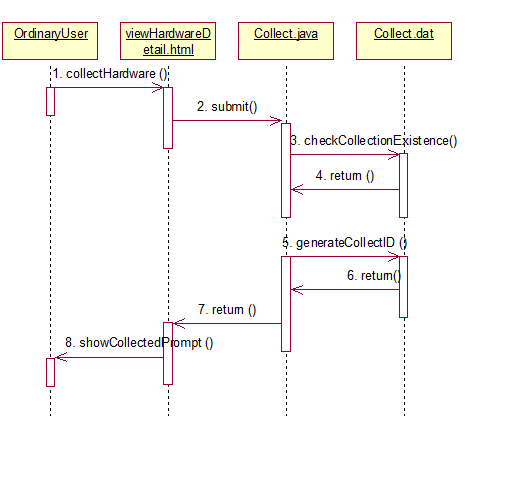 OrdinaryUser
viewHardwareD
etail.html
Collect.java
Collect.dat
1. collectHardware ()
2. submit()
3. checkCollectionExistence()
4. return ()
5. generateCollectID ()
6. return()
7. return ()
8. showCollectedPrompt ()